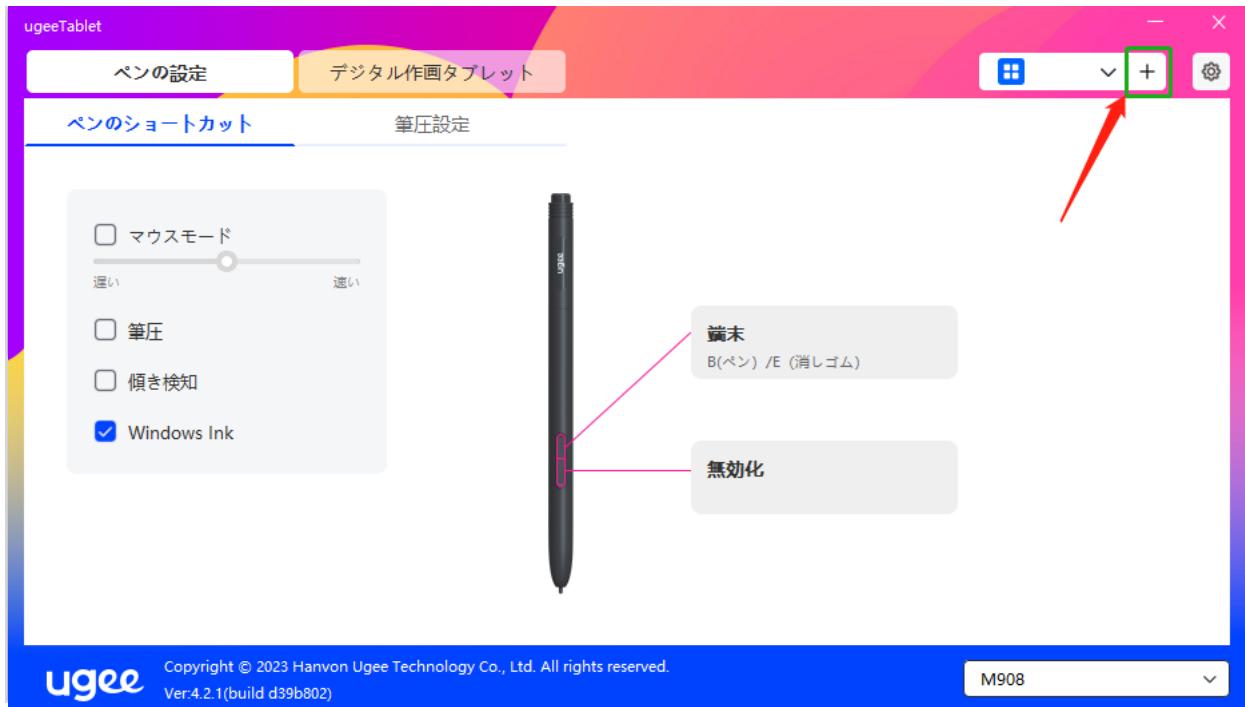 ugeeTablet
ペンの設定
デジタル作画タブレット
ペンのショートカット
筆圧設定
マウスモード
遅い
速い
筆圧
傾き検知
Windows Ink
ugee
端末
B(ペン) /E (消しゴム)
無効化
ugee
Copyright © 2023 Hanvon Ugee Technology Co., Ltd. All rights reserved.
Ver:4.2.1(build d39b802)
M908